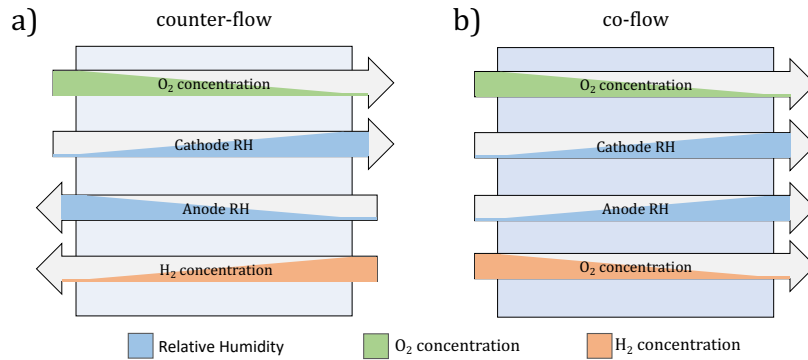 a)
counter-flow
O₂ concentration
Cathode RH
Anode RH
H₂ concentration
b)
co-flow
O₂ concentration
Cathode RH
Anode RH
O₂ concentration
Relative Humidity
O₂ concentration
H₂ concentration